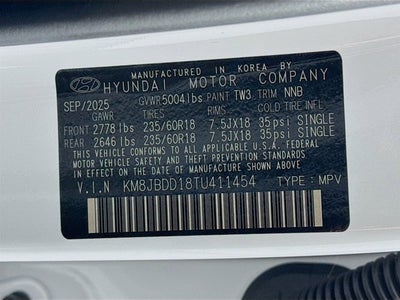 MANUFACTURED IN KOREA BY
HYUNDAI MOTOR COMPANY
SEP/2025 GVWR5004lbs PAINT TW3 TRIM NNB
GAWR TIRES RIMS COLD TIRE INFL
FRONT 2778lbs 235/60R18 7.5JX18 35psi SINGLE
REAR 2646lbs 235/60R18 7.5JX18 35psi SINGLE
THIS VEHICLE CONFORMS TO ALL APPLICABLE U.S.A FEDERAL
MOTOR VEHICLE SAFETY, BUMPER, AND THEFT PREVENTION
STANDARDS IN EFFECT ON THE DATE OF MANUFACTURE SHOWN ABOVE.
V.I.N KM8JBDD18TU411454 TYPE: MPV